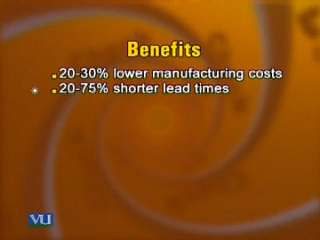 Benefits
20-30% lower manufacturing costs
20-75% shorter lead times
VU